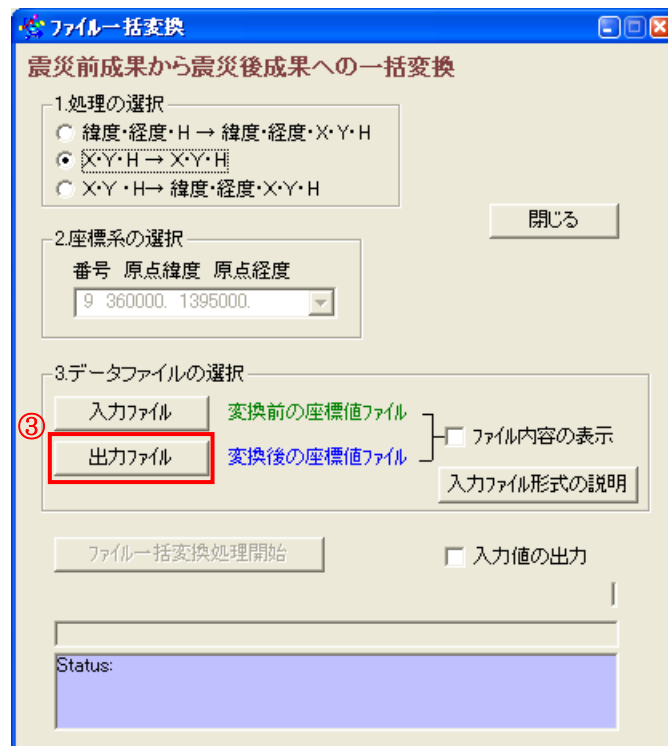 ファイル一括変換
震災前成果から震災後成果への一括変換
1.処理の選択
緯度・経度・H → 緯度・経度・X・Y・H
X・Y・H → X・Y・H
X・Y ・H→ 緯度・経度・X・Y・H
閉じる
2.座標系の選択
番号 原点緯度 原点経度
9 360000. 1395000.
3.データファイルの選択
入力ファイル 変換前の座標値ファイル
③
ファイル内容の表示
出力ファイル 変換後の座標値ファイル
入力ファイル形式の説明
ファイル一括変換処理開始
入力値の出力
Status: